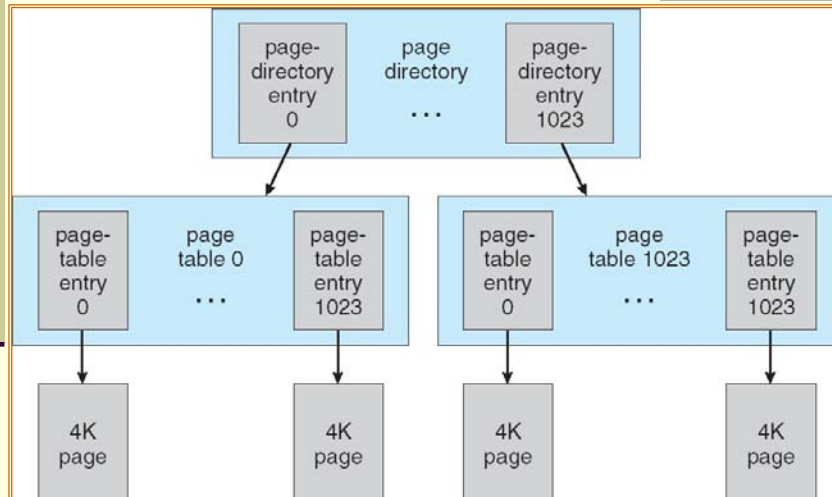 page-
directory
entry
0
page
directory
...
page-
directory
entry
1023
page-
table
entry
0
page
table 0
...
page-
table
entry
1023
page-
table
entry
0
page
table 1023
...
page-
table
entry
1023
4K
page
4K
page
4K
page
4K
page